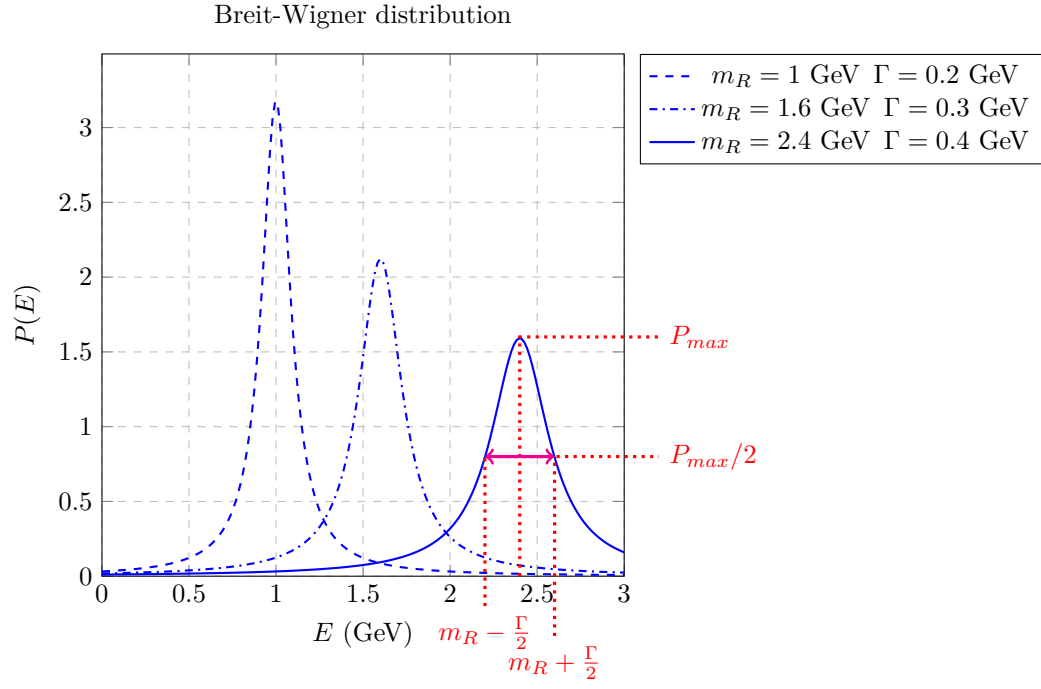 Breit-Wigner distribution
m_R = 1 GeV Γ = 0.2 GeV
m_R = 1.6 GeV Γ = 0.3 GeV
m_R = 2.4 GeV Γ = 0.4 GeV
P(E)
3
2.5
2
1.5
1
0.5
0
P_max
P_max/2
0 0.5 1 1.5 2 2.5 3
E (GeV)
m_R − Γ/2
m_R + Γ/2